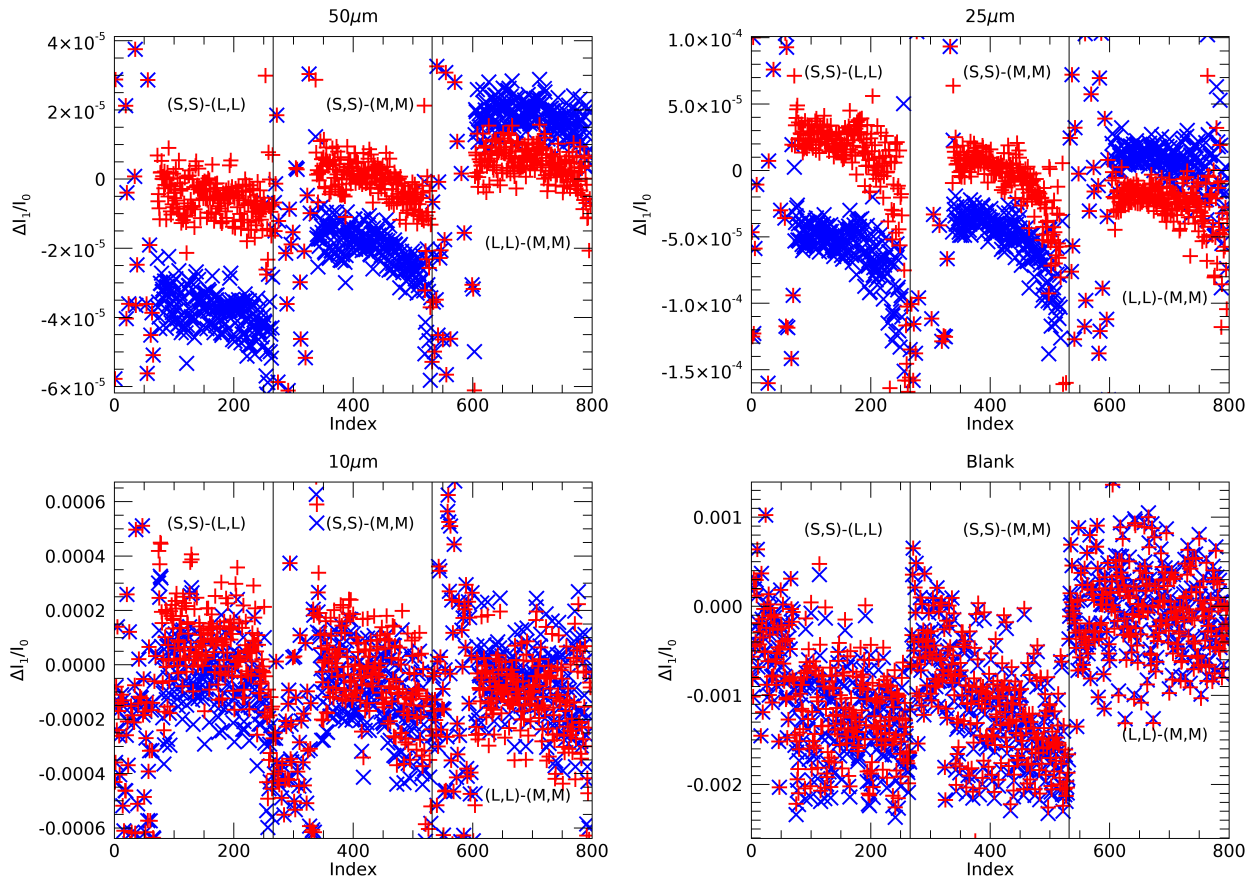 50μm
4×10⁻⁵
2×10⁻⁵
0
-2×10⁻⁵
-4×10⁻⁵
-6×10⁻⁵
ΔI₁/I₀
(S,S)-(L,L)
(S,S)-(M,M)
(L,L)-(M,M)
0 200 400 600 800
Index
25μm
1.0×10⁻⁴
5.0×10⁻⁵
0
-5.0×10⁻⁵
-1.0×10⁻⁴
-1.5×10⁻⁴
ΔI₁/I₀
(S,S)-(L,L)
(S,S)-(M,M)
(L,L)-(M,M)
0 200 400 600 800
Index
10μm
0.0006
0.0004
0.0002
0.0000
-0.0002
-0.0004
-0.0006
ΔI₁/I₀
(S,S)-(L,L)
(S,S)-(M,M)
(L,L)-(M,M)
0 200 400 600 800
Index
Blank
0.001
0.000
-0.001
-0.002
ΔI₁/I₀
(S,S)-(L,L)
(S,S)-(M,M)
(L,L)-(M,M)
0 200 400 600 800
Index